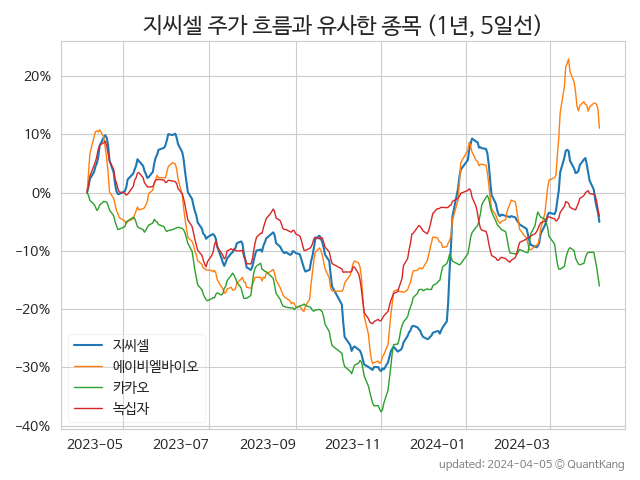 지씨셀 주가 흐름과 유사한 종목 (1년, 5일선)
20%
10%
0%
−10%
−20%
−30%
−40%
지씨셀
에이비엘바이오
카카오
녹십자
2023-05 2023-07 2023-09 2023-11 2024-01 2024-03
updated: 2024-04-05 © QuantKang